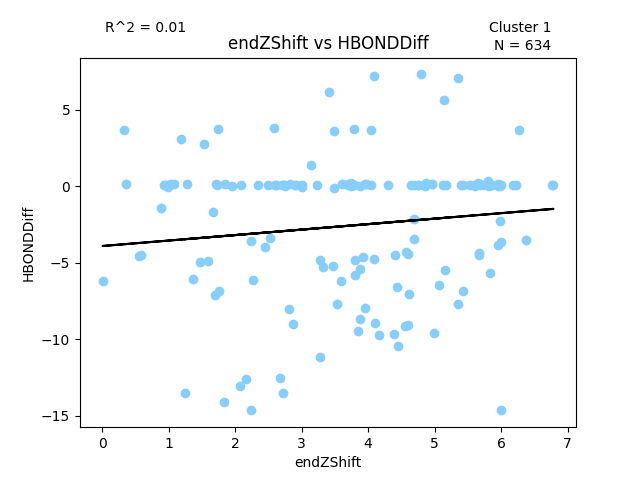 R^2 = 0.01
Cluster 1
endZShift vs HBONDDiff
N = 634
5
0
−5
−10
−15
HBONDDiff
0 1 2 3 4 5 6 7
endZShift